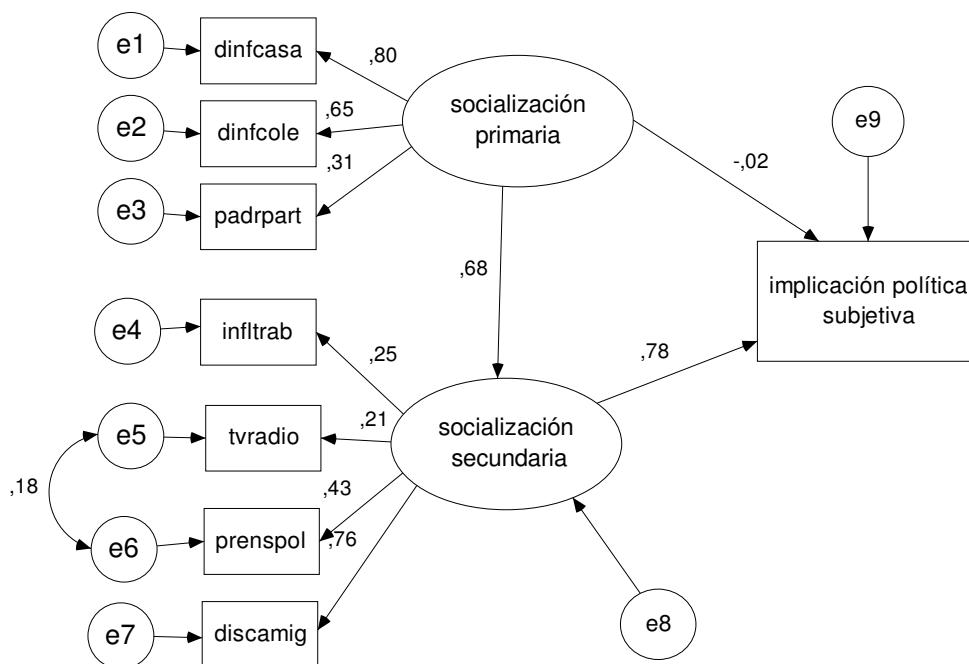 e1
dinfcasa
,80
socialización
primaria
e2
dinfcole
,65
e9
e3
padrpart
,31
-,02
,68
implicación política
subjetiva
e4
infltrab
,25
,78
e5
tvradio
,21
socialización
secundaria
,18
,43
e6
prenspol
,76
e7
discamig
e8